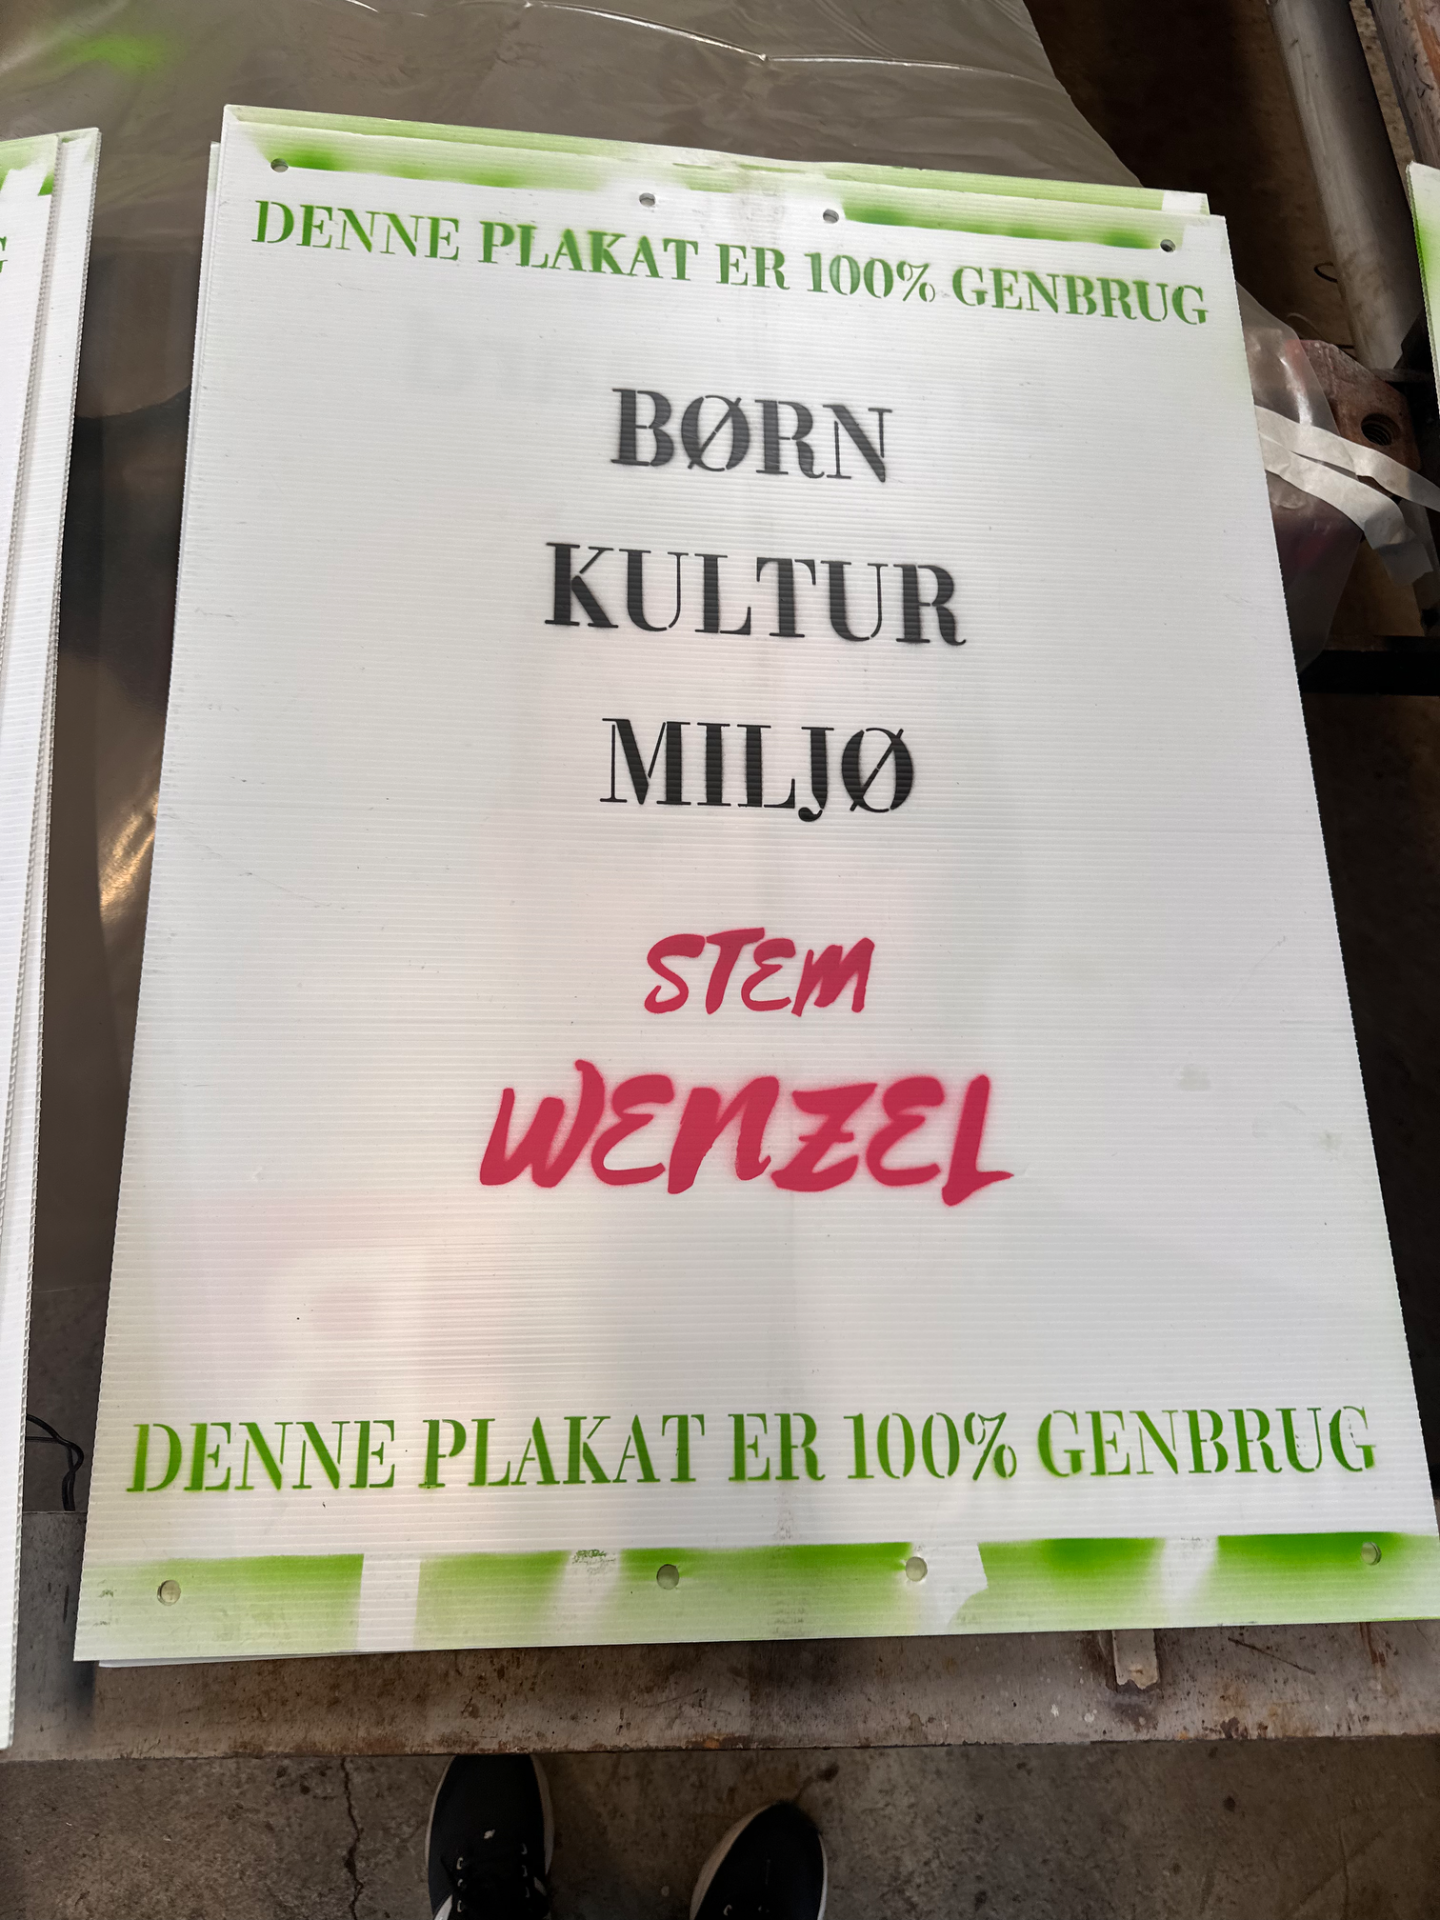 DENNE PLAKAT ER 100% GENBRUG
BØRN
KULTUR
MILJØ
STEM
WENZEL
DENNE PLAKAT ER 100% GENBRUG
G